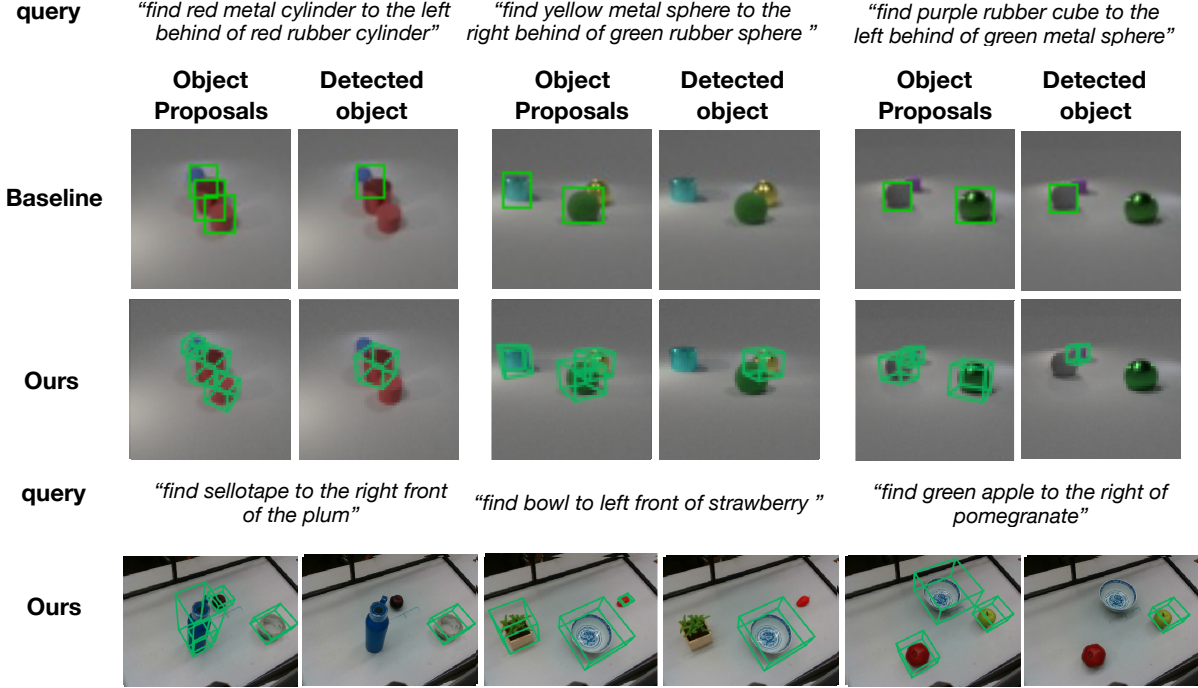 query
“find red metal cylinder to the left
behind of red rubber cylinder”
“find yellow metal sphere to the
right behind of green rubber sphere ”
“find purple rubber cube to the
left behind of green metal sphere”
Object
Proposals
Detected
object
Object
Proposals
Detected
object
Object
Proposals
Detected
object
Baseline
Ours
query
“find sellotape to the right front
of the plum”
“find bowl to left front of strawberry ”
“find green apple to the right of
pomegranate”
Ours